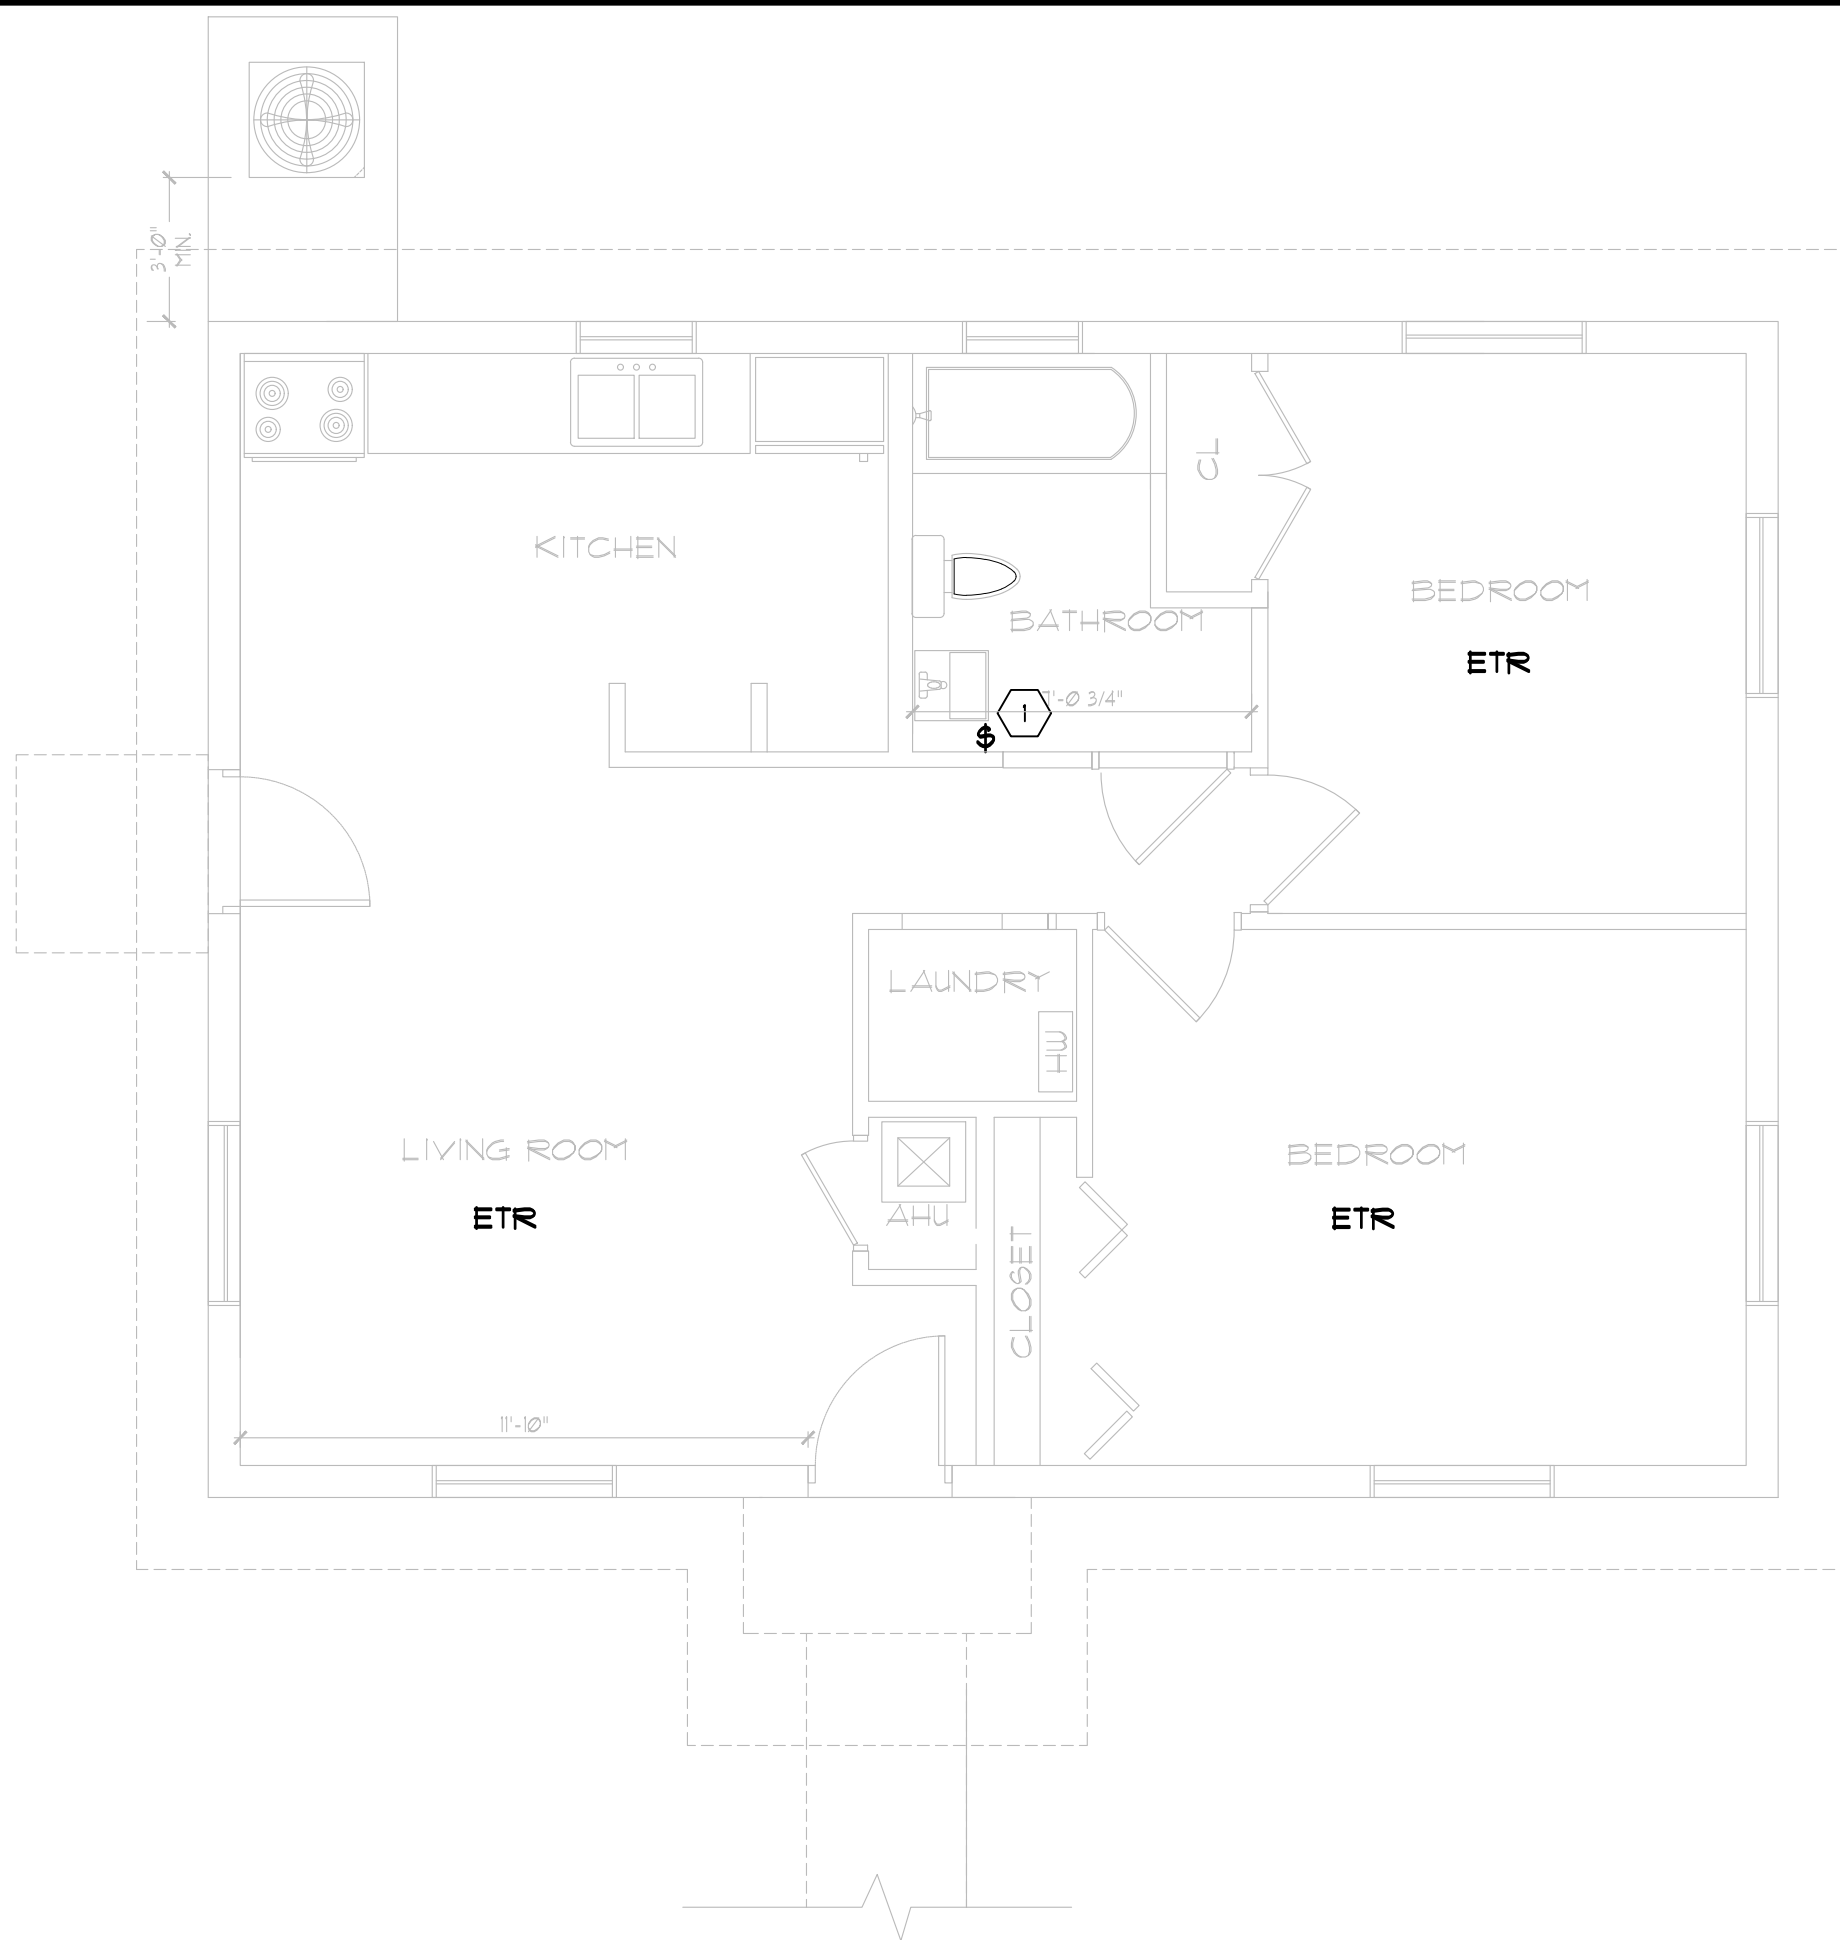 3'-0"
MIN.
CL
KITCHEN
BEDROOM
BATHROOM
ETR
7'-0 3/4"
1
$
LAUNDRY
HW
LIVING ROOM
BEDROOM
ETR
AHU
ETR
CLOSET
11'-10"